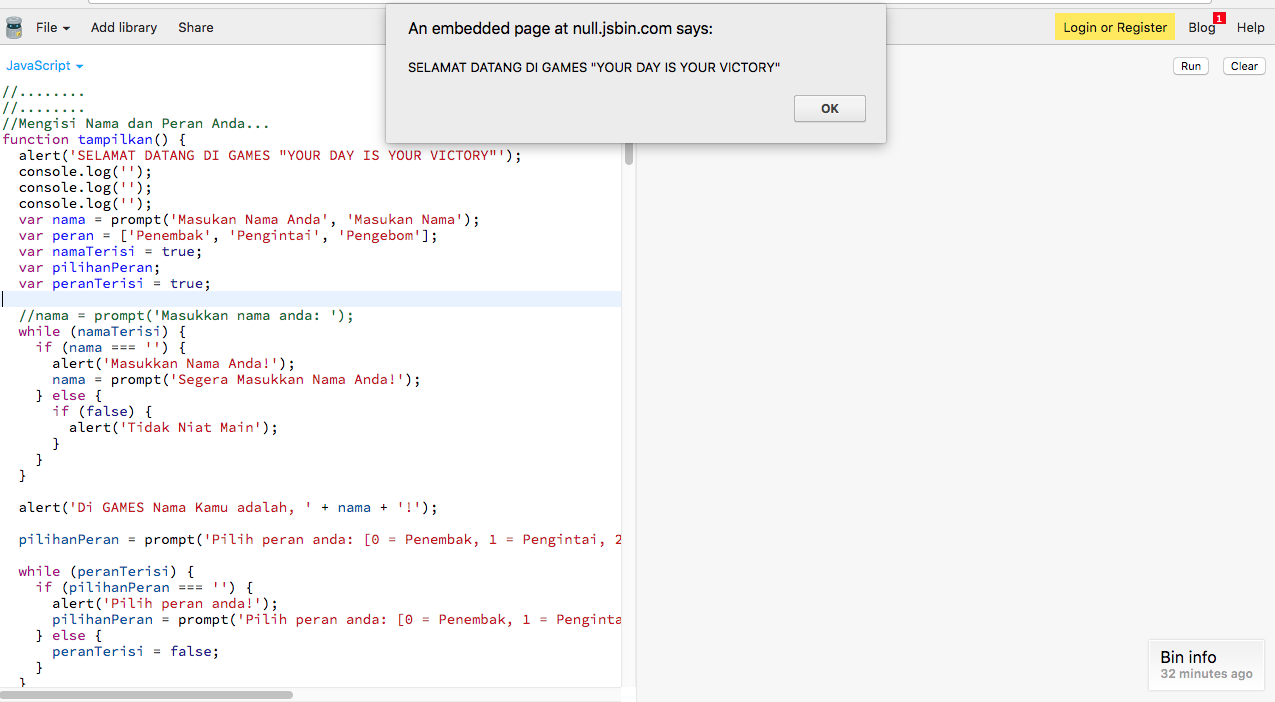 File Add library Share
An embedded page at null.jsbin.com says:
SELAMAT DATANG DI GAMES "YOUR DAY IS YOUR VICTORY"
OK
Login or Register Blog 1 Help
JavaScript
Run Clear
//........
//........
//Mengisi Nama dan Peran Anda...
function tampilkan() {
  alert('SELAMAT DATANG DI GAMES "YOUR DAY IS YOUR VICTORY"');
  console.log('');
  console.log('');
  console.log('');
  var nama = prompt('Masukan Nama Anda', 'Masukan Nama');
  var peran = ['Penembak', 'Pengintai', 'Pengebom'];
  var namaTerisi = true;
  var pilihanPeran;
  var peranTerisi = true;
  //nama = prompt('Masukkan nama anda: ');
  while (namaTerisi) {
    if (nama === '') {
      alert('Masukkan Nama Anda!');
      nama = prompt('Segera Masukkan Nama Anda!');
    } else {
      if (false) {
        alert('Tidak Niat Main');
      }
    }
  }
  alert('Di GAMES Nama Kamu adalah, ' + nama + '!');
  pilihanPeran = prompt('Pilih peran anda: [0 = Penembak, 1 = Pengintai, 2
  while (peranTerisi) {
    if (pilihanPeran === '') {
      alert('Pilih peran anda!');
      pilihanPeran = prompt('Pilih peran anda: [0 = Penembak, 1 = Penginta
    } else {
      peranTerisi = false;
    }
  }
Bin info
32 minutes ago